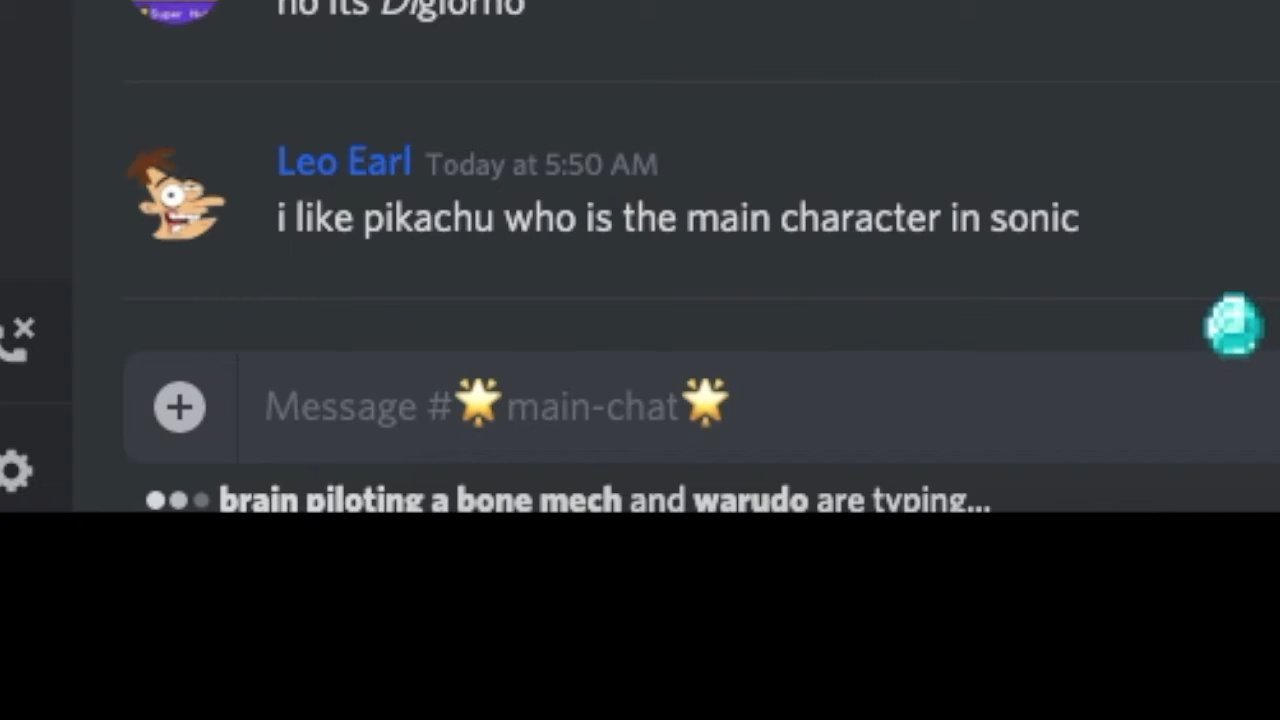 no its Digiorno
Leo Earl Today at 5:50 AM
i like pikachu who is the main character in sonic
Message #🌟main-chat🌟
brain piloting a bone mech and warudo are typing...